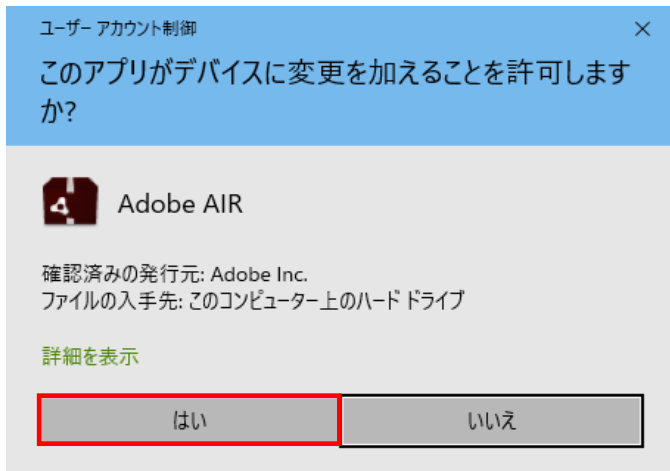 ユーザー アカウント制御
このアプリがデバイスに変更を加えることを許可します
か?
Adobe AIR
確認済みの発行元: Adobe Inc.
ファイルの入手先: このコンピューター上のハード ドライブ
詳細を表示
はい
いいえ